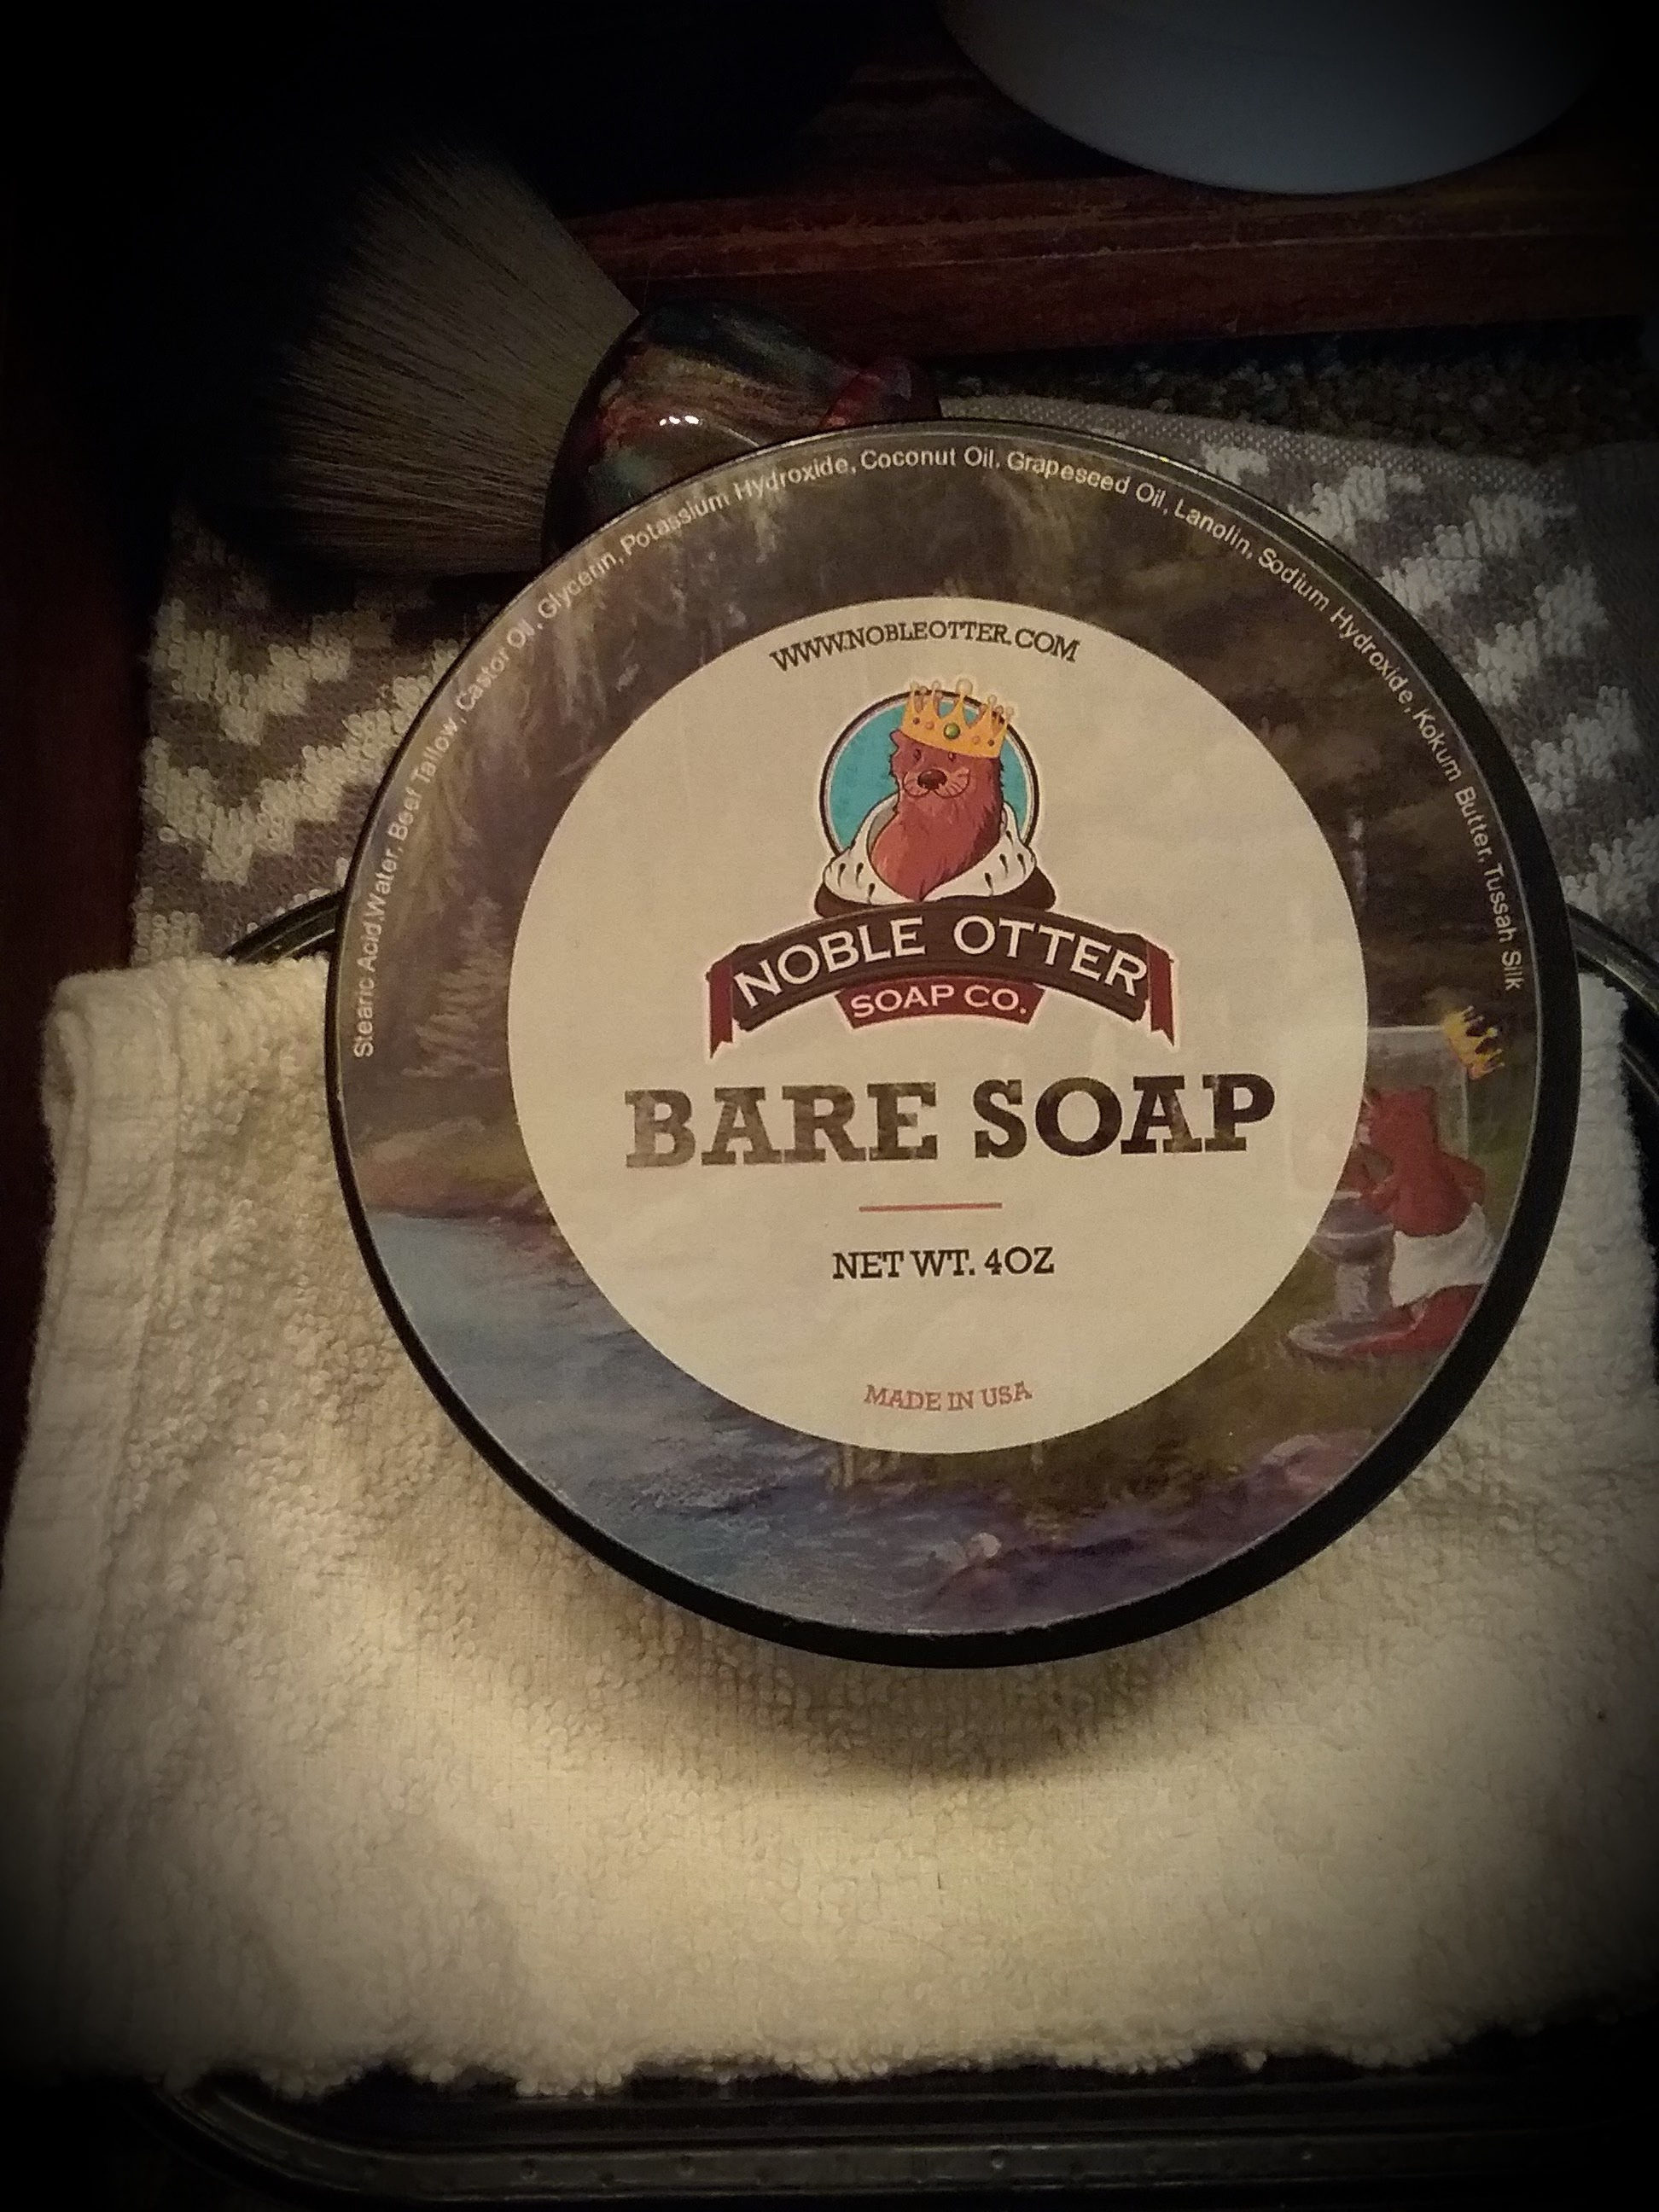 Stearic Acid, Water, Beef Tallow, Castor Oil, Glycerin, Potassium Hydroxide, Coconut Oil, Grapeseed Oil, Lanolin, Sodium Hydroxide, Kokum Butter, Tussah Silk
WWW.NOBLEOTTER.COM
NOBLE OTTER
SOAP CO.
BARE SOAP
NET WT. 4OZ
MADE IN USA